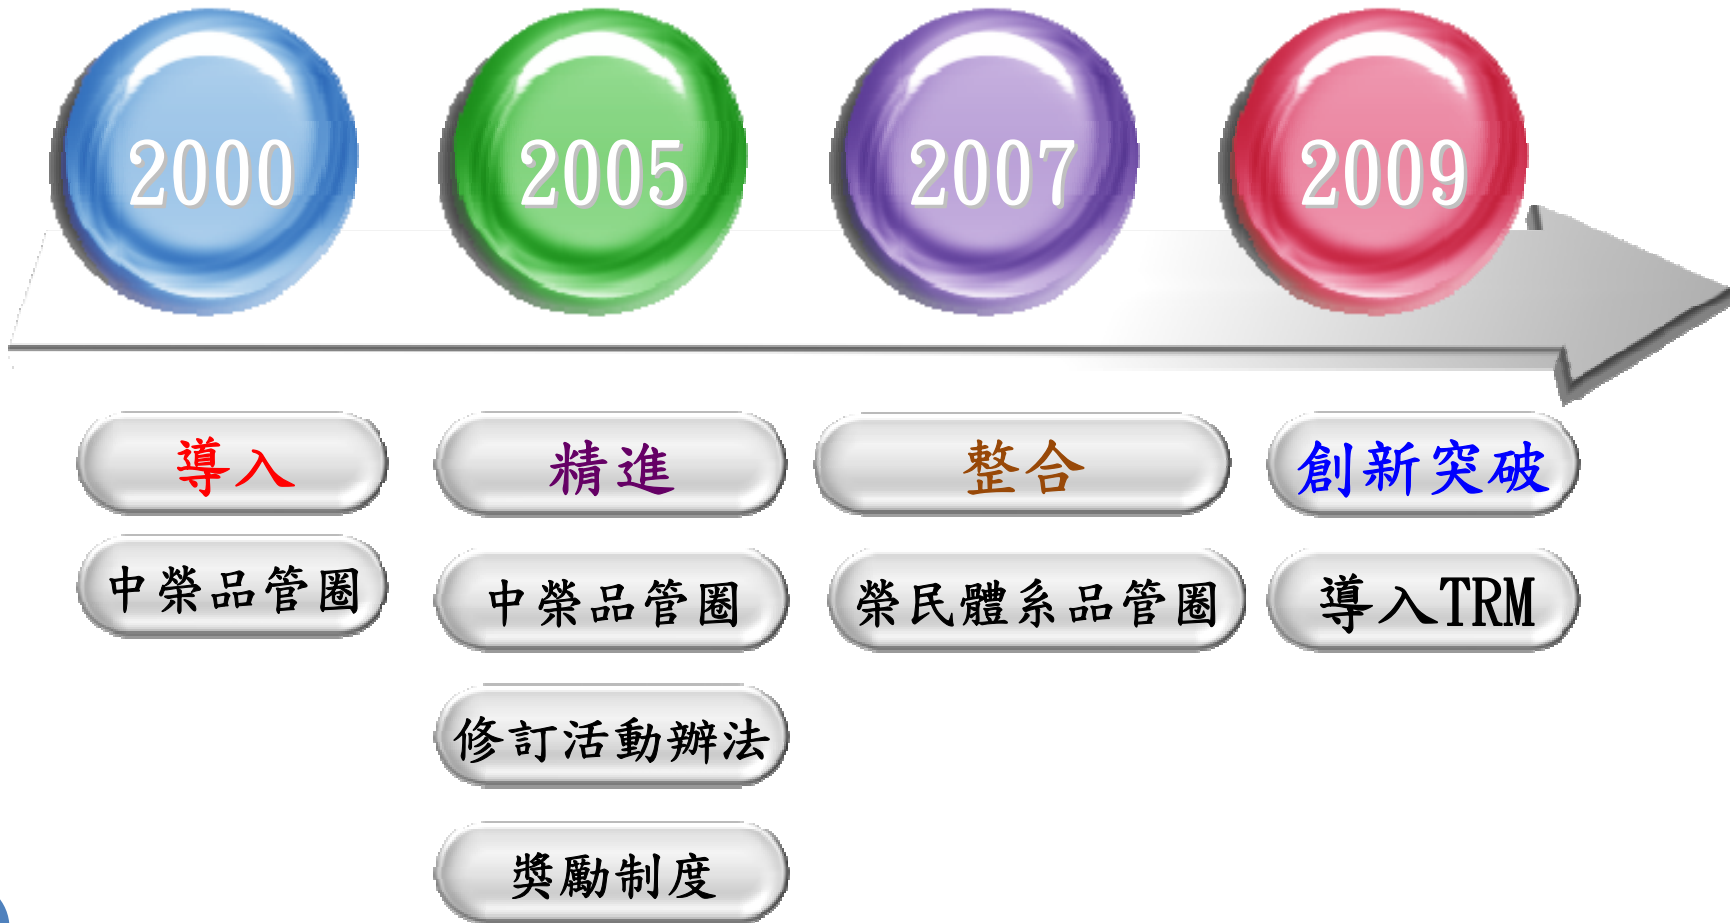 2000
2005
2007
2009
導入
精進
整合
創新突破
中榮品管圈
中榮品管圈
榮民體系品管圈
導入TRM
修訂活動辦法
獎勵制度